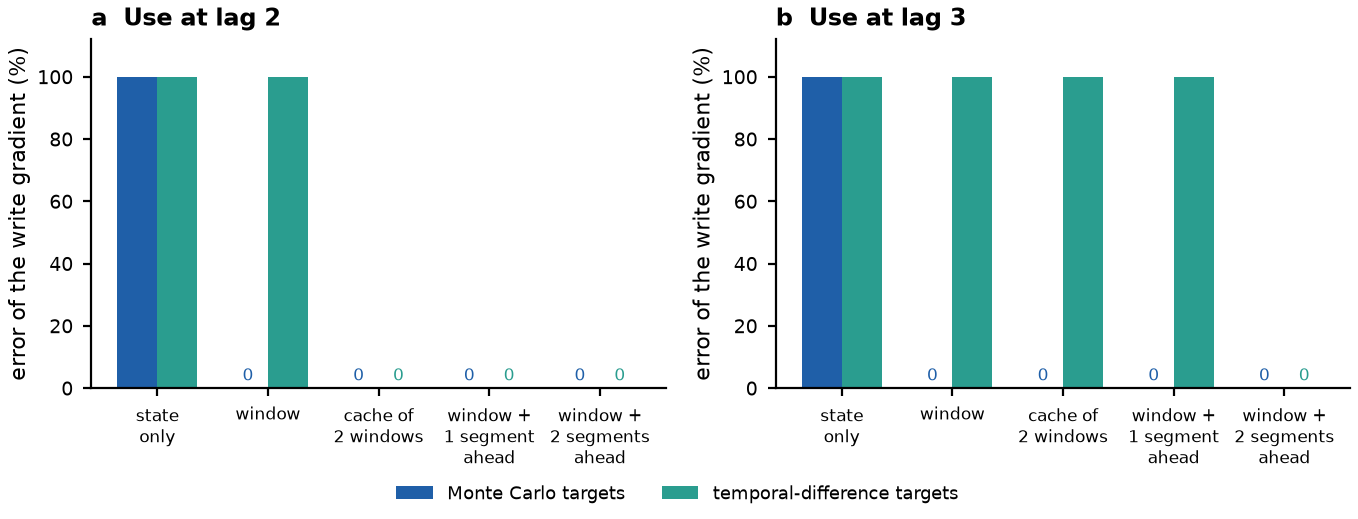 a Use at lag 2
error of the write gradient (%)
100
80
60
40
20
0
0
0 0
0 0
0 0
state
only
window
cache of
2 windows
window +
1 segment
ahead
window +
2 segments
ahead
b Use at lag 3
error of the write gradient (%)
100
80
60
40
20
0
0
0
0
0 0
state
only
window
cache of
2 windows
window +
1 segment
ahead
window +
2 segments
ahead
Monte Carlo targets
temporal-difference targets